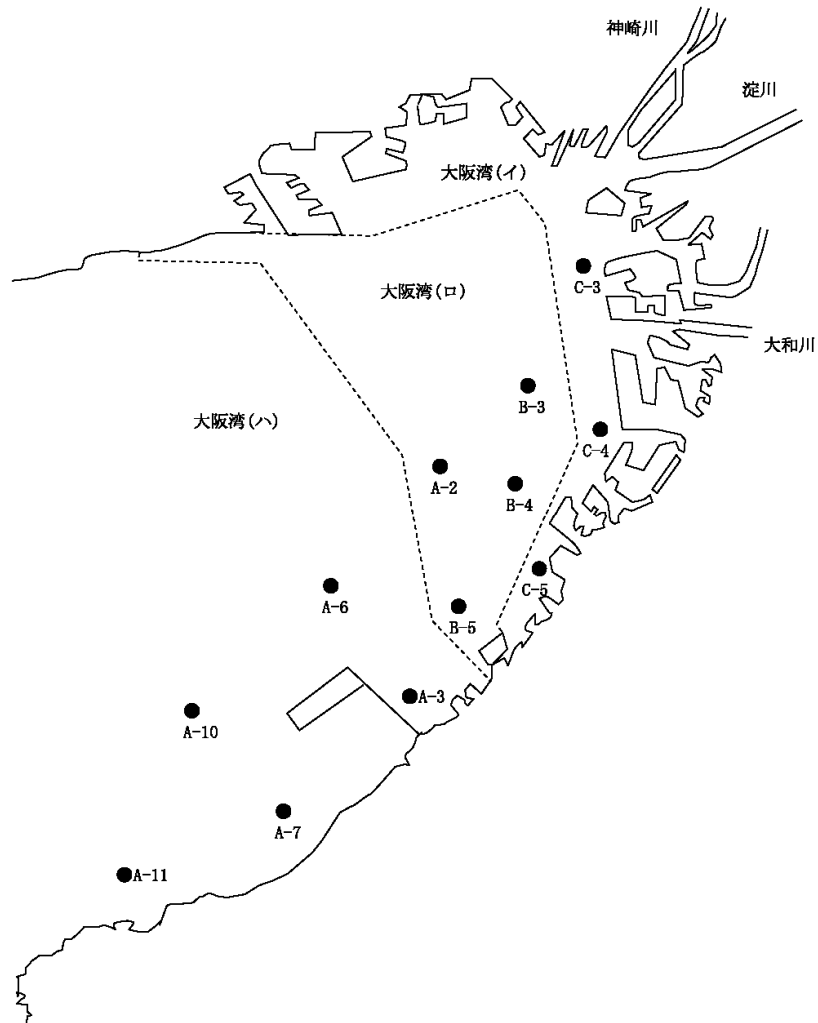 神崎川
淀川
大阪湾(イ)
C-3
大阪湾(ロ)
大和川
B-3
大阪湾(ハ)
C-4
A-2
B-4
C-5
A-6
B-5
A-3
A-10
A-7
A-11